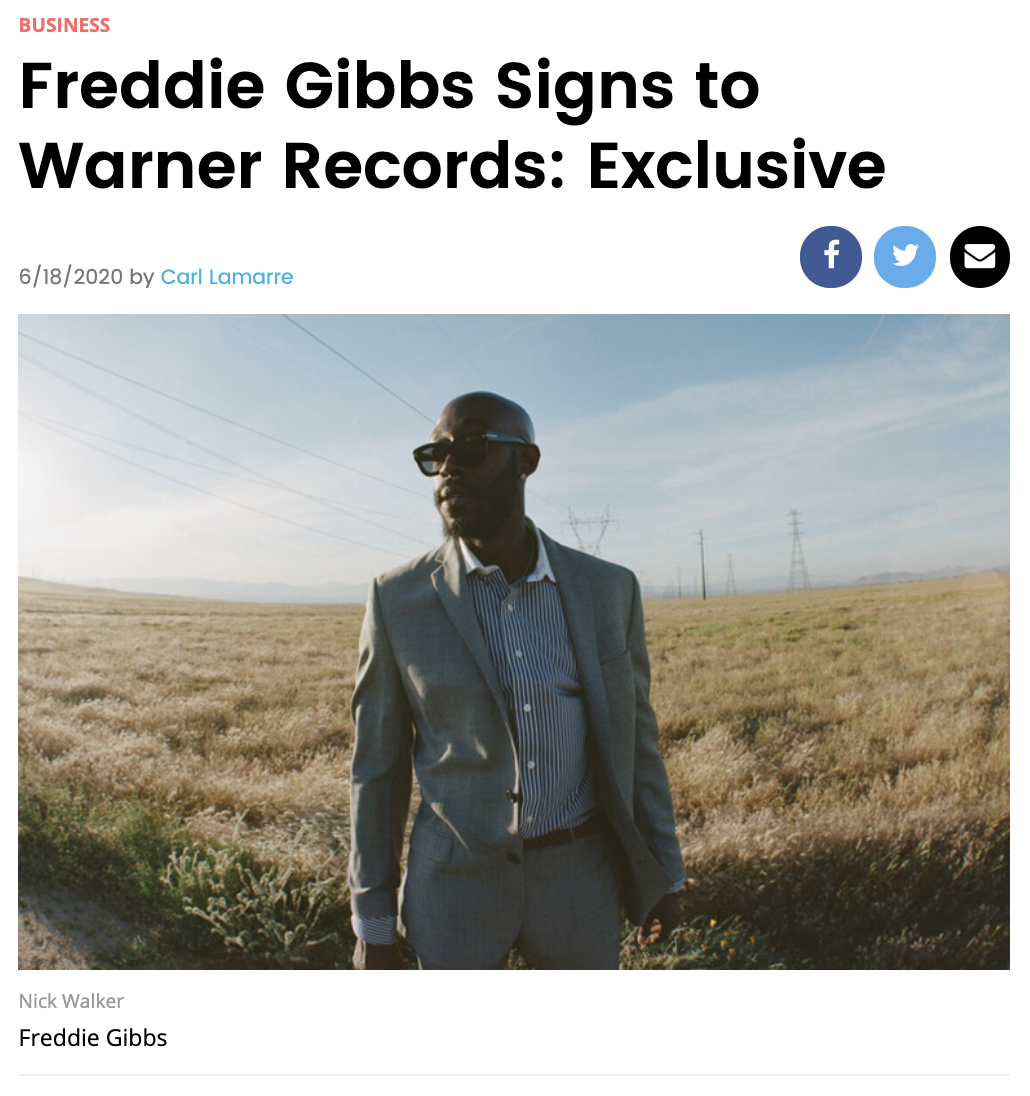 BUSINESS
Freddie Gibbs Signs to
Warner Records: Exclusive
6/18/2020 by Carl Lamarre
Nick Walker
Freddie Gibbs